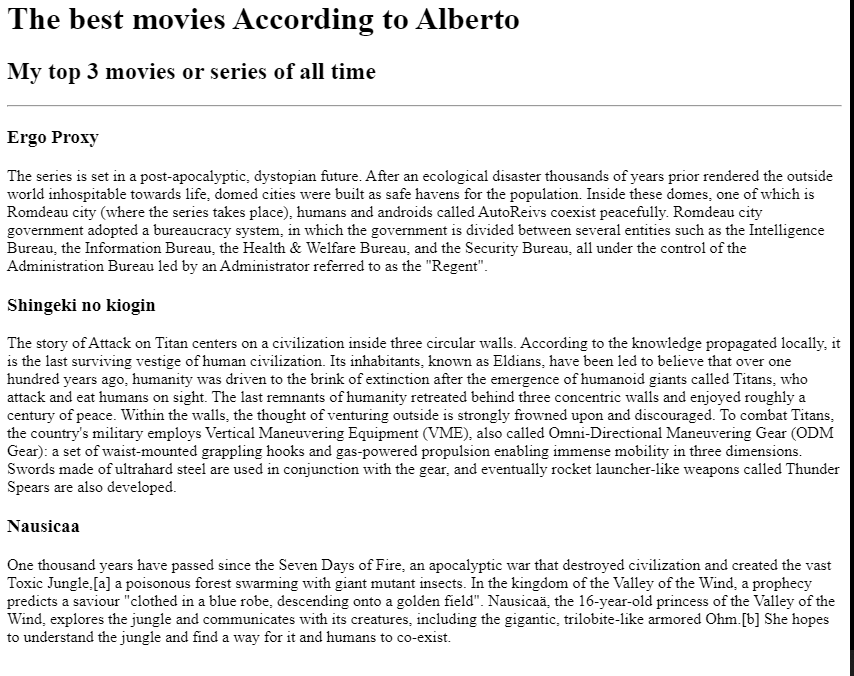 The best movies According to Alberto
My top 3 movies or series of all time
Ergo Proxy
The series is set in a post-apocalyptic, dystopian future. After an ecological disaster thousands of years prior rendered the outside
world inhospitable towards life, domed cities were built as safe havens for the population. Inside these domes, one of which is
Romdeau city (where the series takes place), humans and androids called AutoReivs coexist peacefully. Romdeau city
government adopted a bureaucracy system, in which the government is divided between several entities such as the Intelligence
Bureau, the Information Bureau, the Health & Welfare Bureau, and the Security Bureau, all under the control of the
Administration Bureau led by an Administrator referred to as the "Regent".
Shingeki no kiogin
The story of Attack on Titan centers on a civilization inside three circular walls. According to the knowledge propagated locally, it
is the last surviving vestige of human civilization. Its inhabitants, known as Eldians, have been led to believe that over one
hundred years ago, humanity was driven to the brink of extinction after the emergence of humanoid giants called Titans, who
attack and eat humans on sight. The last remnants of humanity retreated behind three concentric walls and enjoyed roughly a
century of peace. Within the walls, the thought of venturing outside is strongly frowned upon and discouraged. To combat Titans,
the country's military employs Vertical Maneuvering Equipment (VME), also called Omni-Directional Maneuvering Gear (ODM
Gear): a set of waist-mounted grappling hooks and gas-powered propulsion enabling immense mobility in three dimensions.
Swords made of ultrahard steel are used in conjunction with the gear, and eventually rocket launcher-like weapons called Thunder
Spears are also developed.
Nausicaa
One thousand years have passed since the Seven Days of Fire, an apocalyptic war that destroyed civilization and created the vast
Toxic Jungle,[a] a poisonous forest swarming with giant mutant insects. In the kingdom of the Valley of the Wind, a prophecy
predicts a saviour "clothed in a blue robe, descending onto a golden field". Nausicaä, the 16-year-old princess of the Valley of the
Wind, explores the jungle and communicates with its creatures, including the gigantic, trilobite-like armored Ohm.[b] She hopes
to understand the jungle and find a way for it and humans to co-exist.